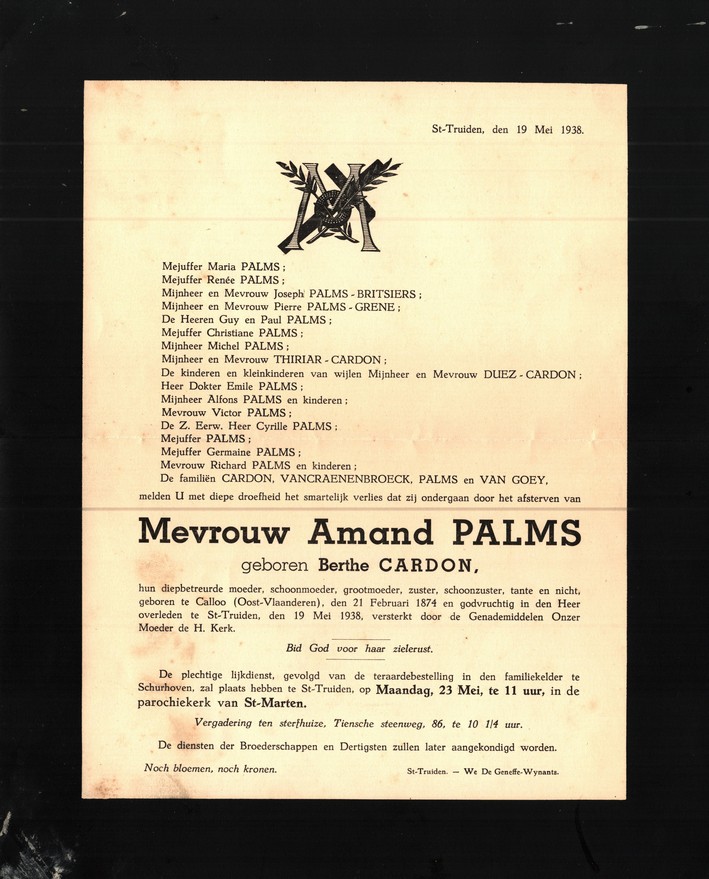 St-Truiden, den 19 Mei 1938.
Mejuffer Maria PALMS ;
Mejuffer Renée PALMS ;
Mijnheer en Mevrouw Joseph PALMS - BRITSIERS ;
Mijnheer en Mevrouw Pierre PALMS - GRENE ;
De Heeren Guy en Paul PALMS ;
Mejuffer Christiane PALMS ;
Mijnheer Michel PALMS ;
Mijnheer en Mevrouw THIRIAR - CARDON ;
De kinderen en kleinkinderen van wijlen Mijnheer en Mevrouw DUEZ - CARDON ;
Heer Dokter Emile PALMS ;
Mijnheer Alfons PALMS en kinderen ;
Mevrouw Victor PALMS ;
De Z. Eerw. Heer Cyrille PALMS ;
Mejuffer PALMS ;
Mejuffer Germaine PALMS ;
Mevrouw Richard PALMS en kinderen ;
De familiën CARDON, VANCRAENENBROECK, PALMS en VAN GOEY,
melden U met diepe droefheid het smartelijk verlies dat zij ondergaan door het afsterven van
Mevrouw Amand PALMS
geboren Berthe CARDON,
hun diepbetreurde moeder, schoonmoeder, grootmoeder, zuster, schoonzuster, tante en nicht,
geboren te Calloo (Oost-Vlaanderen), den 21 Februari 1874 en godvruchtig in den Heer
overleden te St-Truiden, den 19 Mei 1938, versterkt door de Genademiddelen Onzer
Moeder de H. Kerk.
Bid God voor haar zielerust.
De plechtige lijkdienst, gevolgd van de teraardebestelling in den familiekelder te
Schurhoven, zal plaats hebben te St-Truiden, op Maandag, 23 Mei, te 11 uur, in de
parochiekerk van St-Marten.
Vergadering ten sterfhuize, Tiensche steenweg, 86, te 10 1/4 uur.
De diensten der Broederschappen en Dertigsten zullen later aangekondigd worden.
Noch bloemen, noch kronen.
St-Truiden. — We De Geneffe-Wynants.